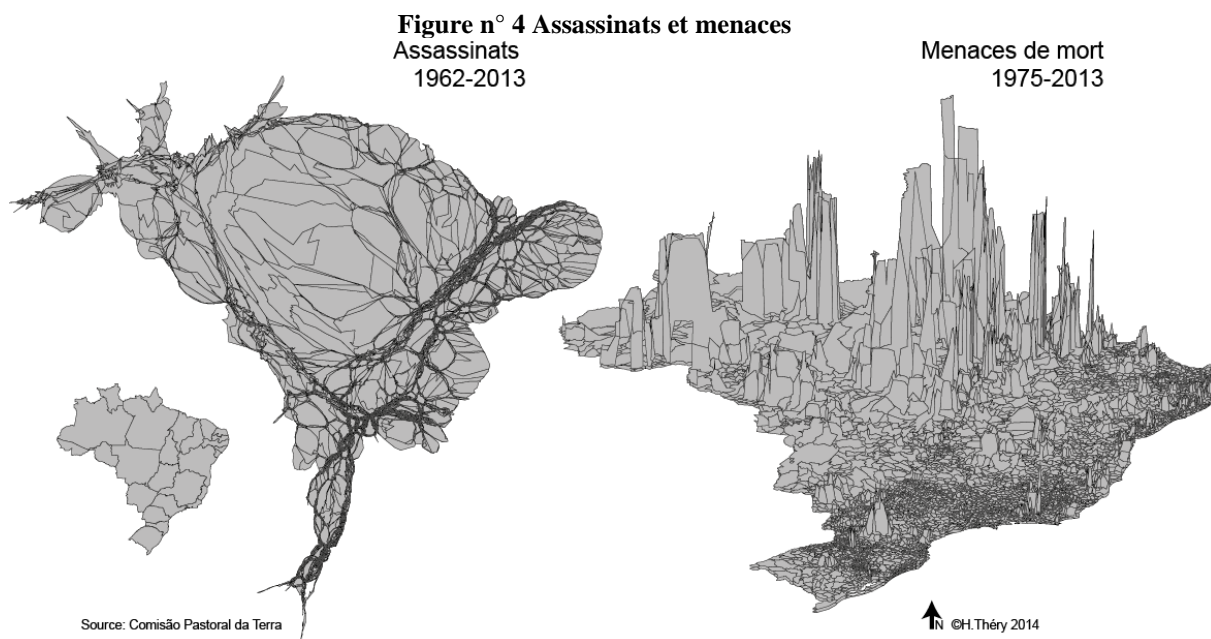 Figure n° 4 Assassinats et menaces
Assassinats
1962-2013
Menaces de mort
1975-2013
Source: Comisão Pastoral da Terra
N ©H.Théry 2014